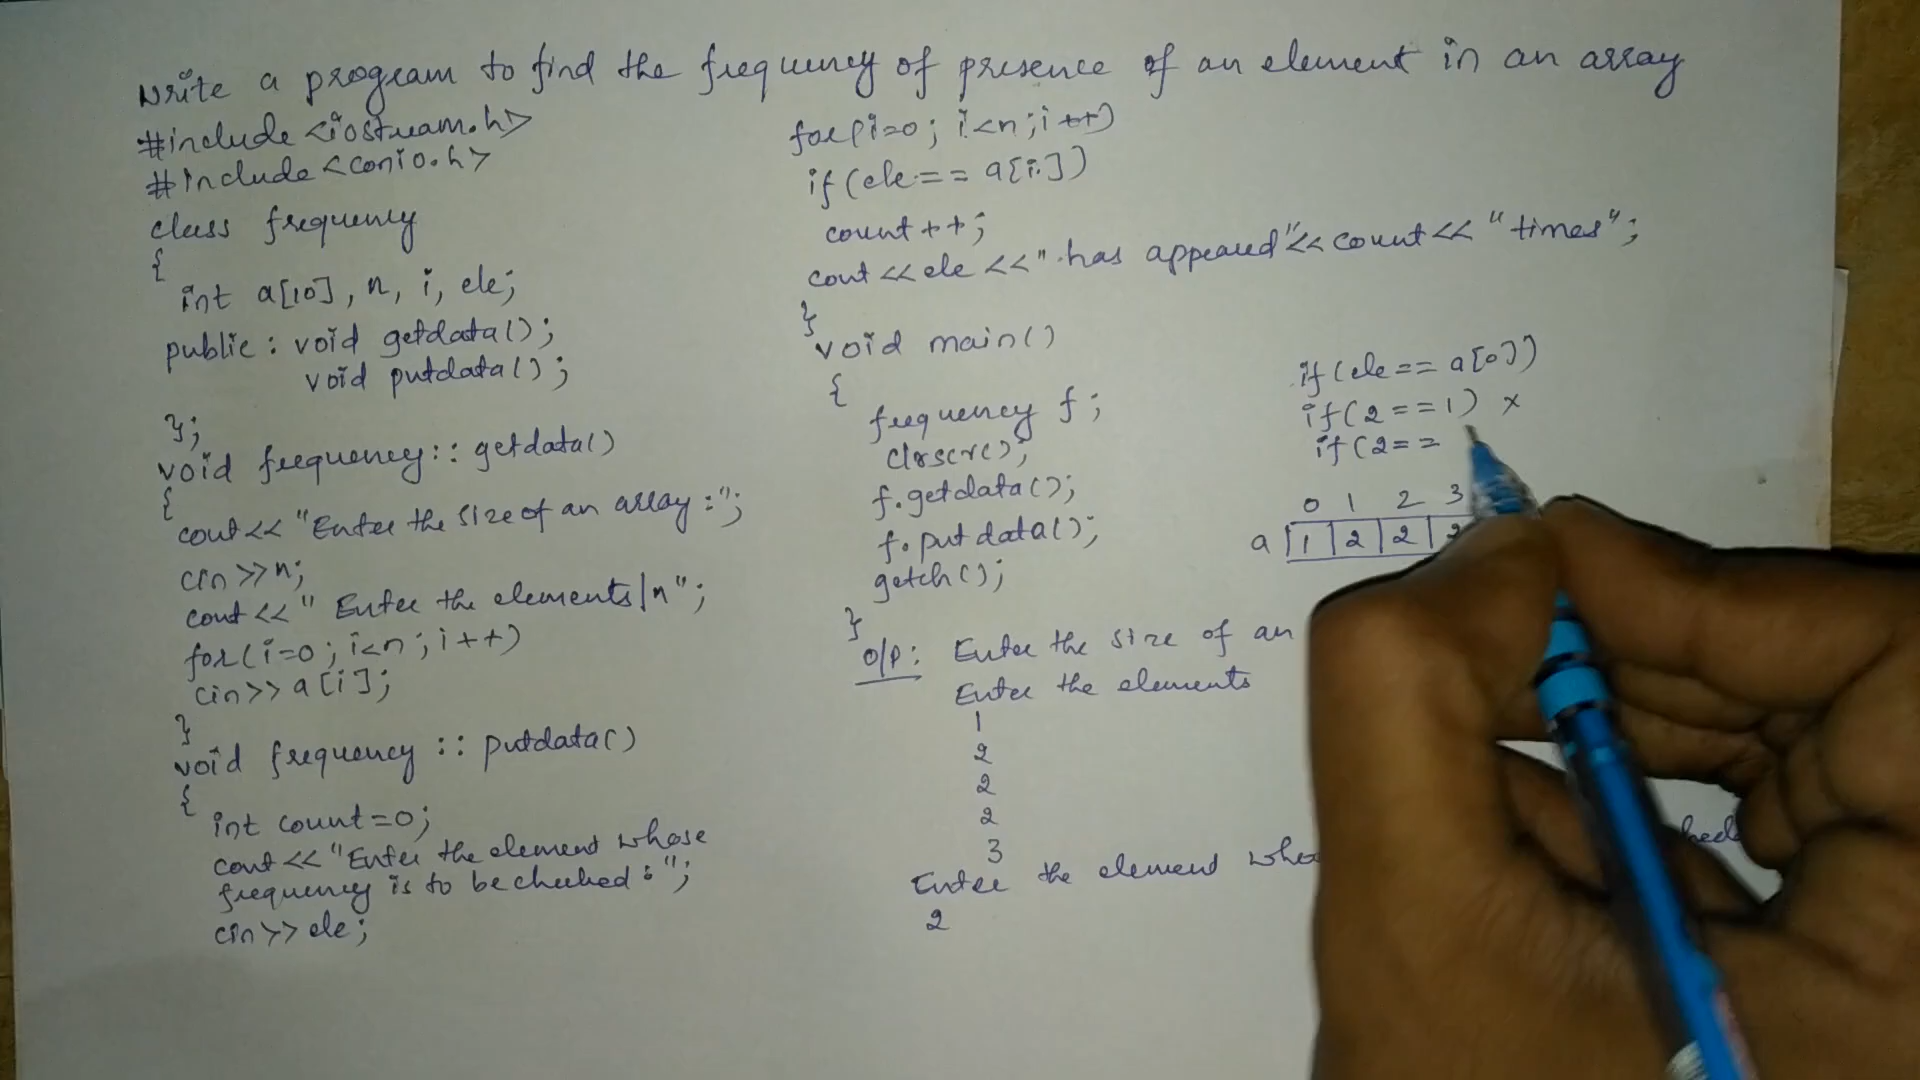 Write a program to find the frequency of presence of an element in an array
#include <iostream.h>
#include <conio.h>
class frequency
{
int a[10], n, i, ele;
public: void getdata();
void putdata();
};
void frequency:: getdata()
{
cout<< "Enter the size of an array :";
cin >>n;
cout << " Enter the elements|n";
for(i=0; i<n; i++)
cin>> a[i];
}
void frequency :: putdata()
{
int count=0;
cout << "Enter the element whose
frequency is to be checked :";
cin>> ele;
for(i=0; i<n; i++)
if (ele== a[i])
count++;
cout << ele <<" has appeared"<< count << "times";
}
void main()
{
frequency f;
clrscr();
f.getdata();
f.putdata();
getch();
}
if(ele== a[0])
if(2==1) ×
if(2==
0 1 2 3
a 1 2 2 2
O/P: Enter the size of an
Enter the elements
1
2
2
2
3
Enter the element
2